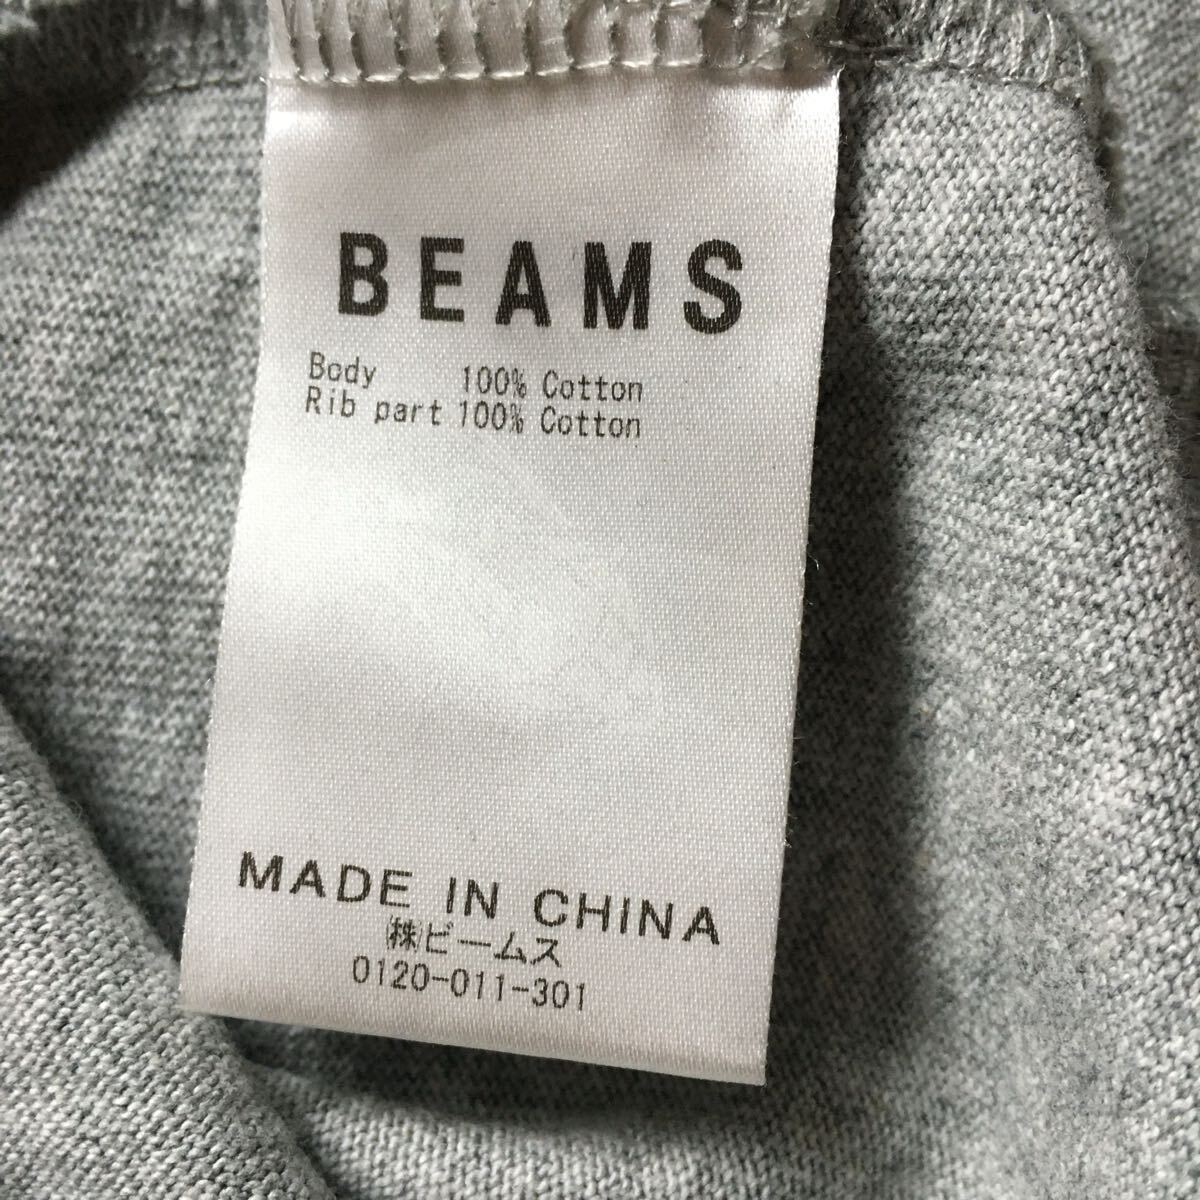 BEAMS
Body 100% Cotton
Rib part 100% Cotton
MADE IN CHINA
㈱ビームス
0120-011-301